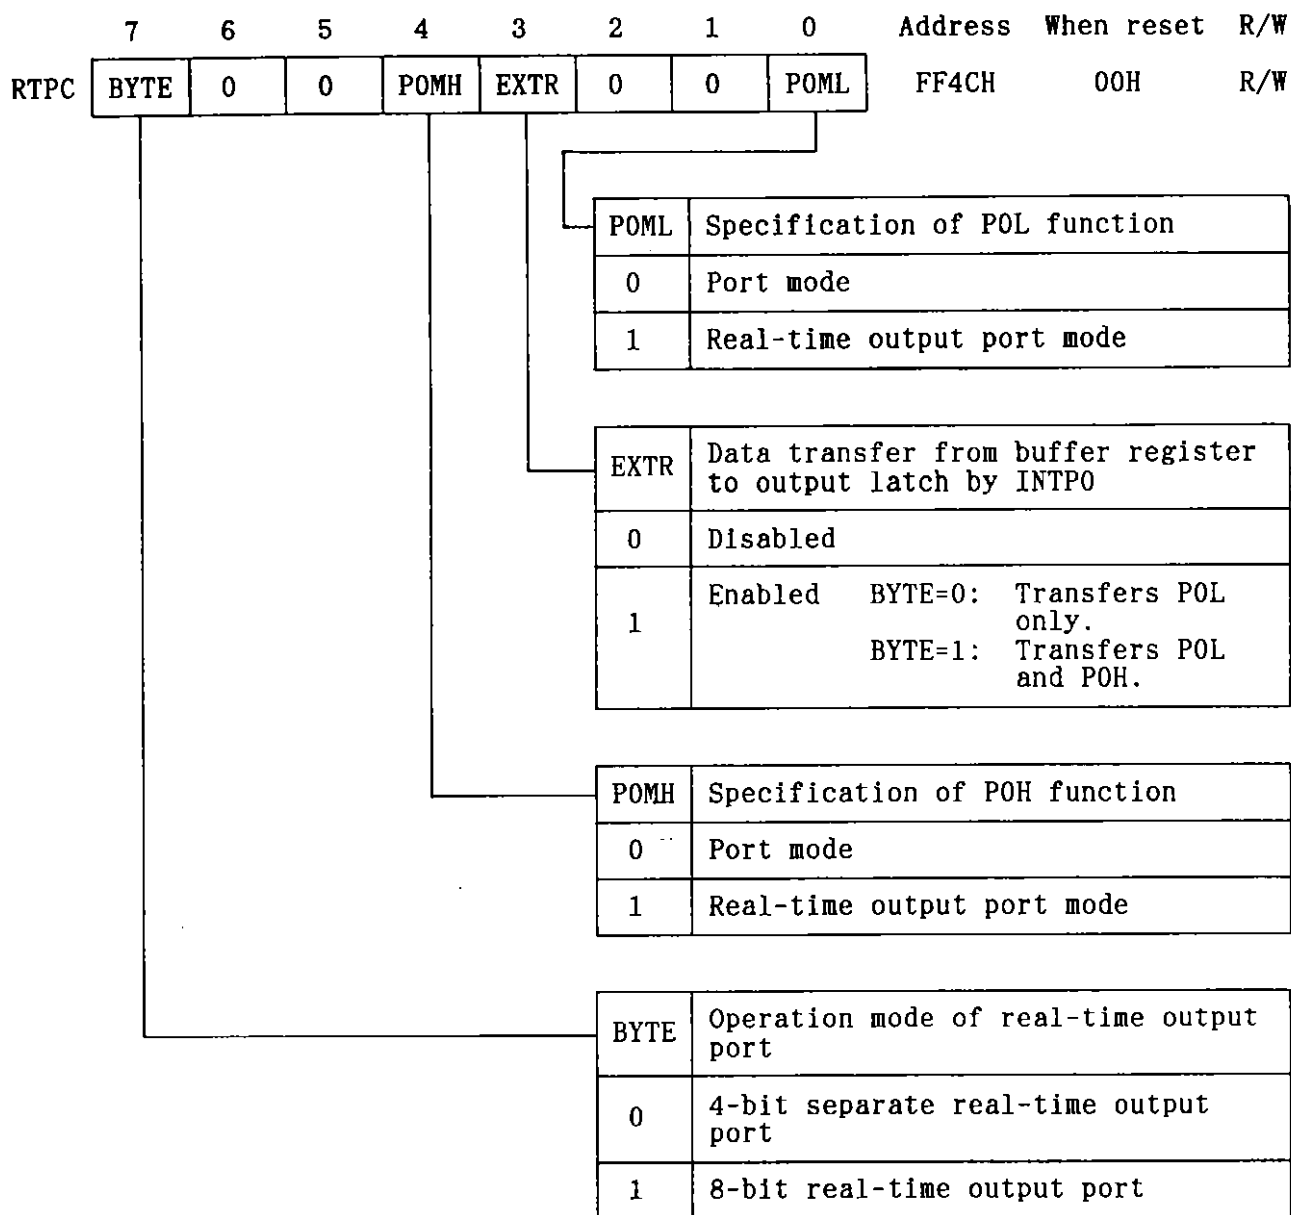 7 6 5 4 3 2 1 0 Address When reset R/W
RTPC BYTE 0 0 POMH EXTR 0 0 POML FF4CH 00H R/W
POML Specification of POL function
0 Port mode
1 Real-time output port mode
EXTR Data transfer from buffer register
to output latch by INTPO
0 Disabled
1 Enabled BYTE=0: Transfers POL
only.
BYTE=1: Transfers POL
and POH.
POMH Specification of POH function
0 Port mode
1 Real-time output port mode
BYTE Operation mode of real-time output
port
0 4-bit separate real-time output
port
1 8-bit real-time output port